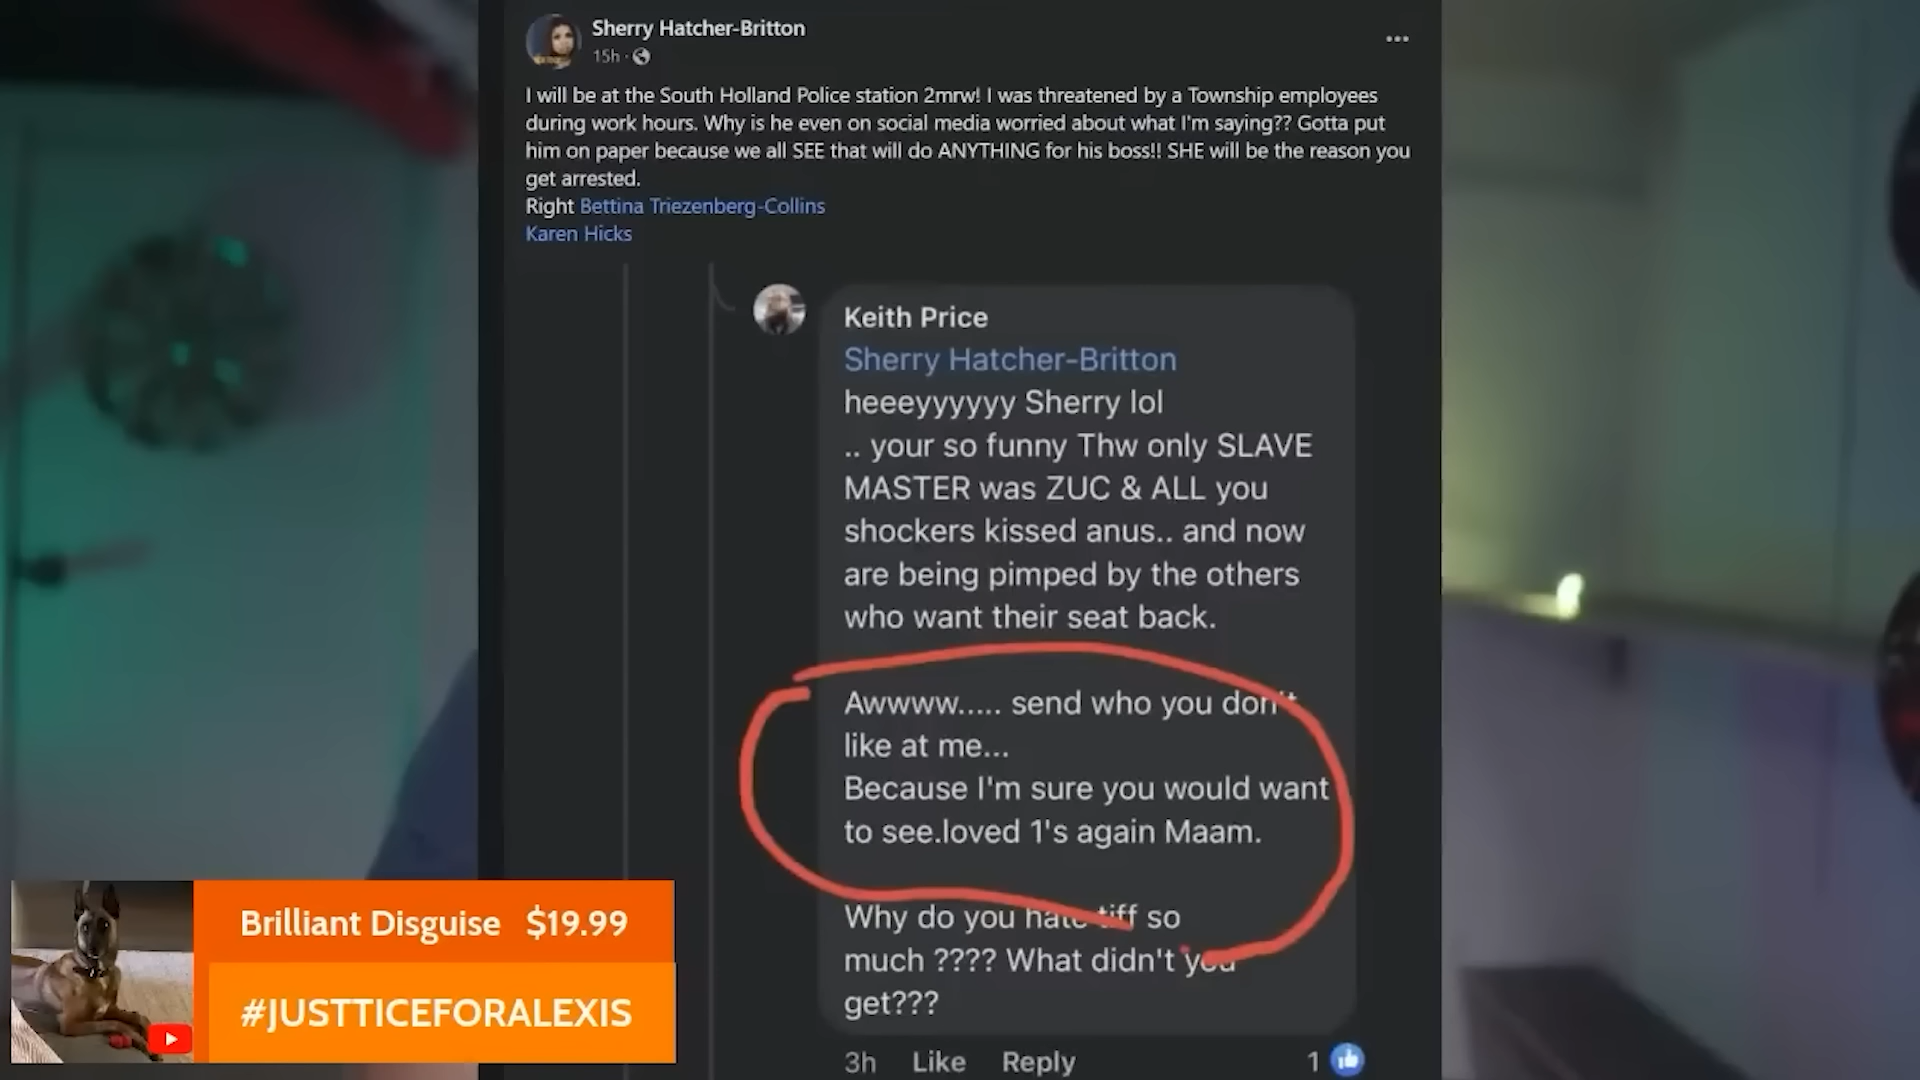 Sherry Hatcher-Britton
15h
I will be at the South Holland Police station 2mrw! I was threatened by a Township employees
during work hours. Why is he even on social media worried about what I'm saying?? Gotta put
him on paper because we all SEE that will do ANYTHING for his boss!! SHE will be the reason you
get arrested.
Right Bettina Triezenberg-Collins
Karen Hicks
Keith Price
Sherry Hatcher-Britton
heeeyyyyyy Sherry lol
.. your so funny Thw only SLAVE
MASTER was ZUC & ALL you
shockers kissed anus.. and now
are being pimped by the others
who want their seat back.
Awwww..... send who you don't
like at me...
Because I'm sure you would want
to see.loved 1's again Maam.
Why do you hate tiff so
much ???? What didn't you
get???
3h Like Reply 1
Brilliant Disguise $19.99
#JUSTTICEFORALEXIS